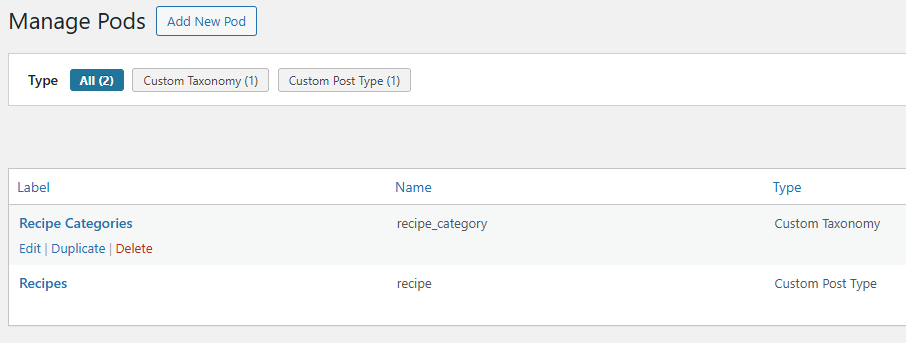 Manage Pods Add New Pod
Type All (2) Custom Taxonomy (1) Custom Post Type (1)
Label Name Type
Recipe Categories recipe_category Custom Taxonomy
Edit | Duplicate | Delete
Recipes recipe Custom Post Type